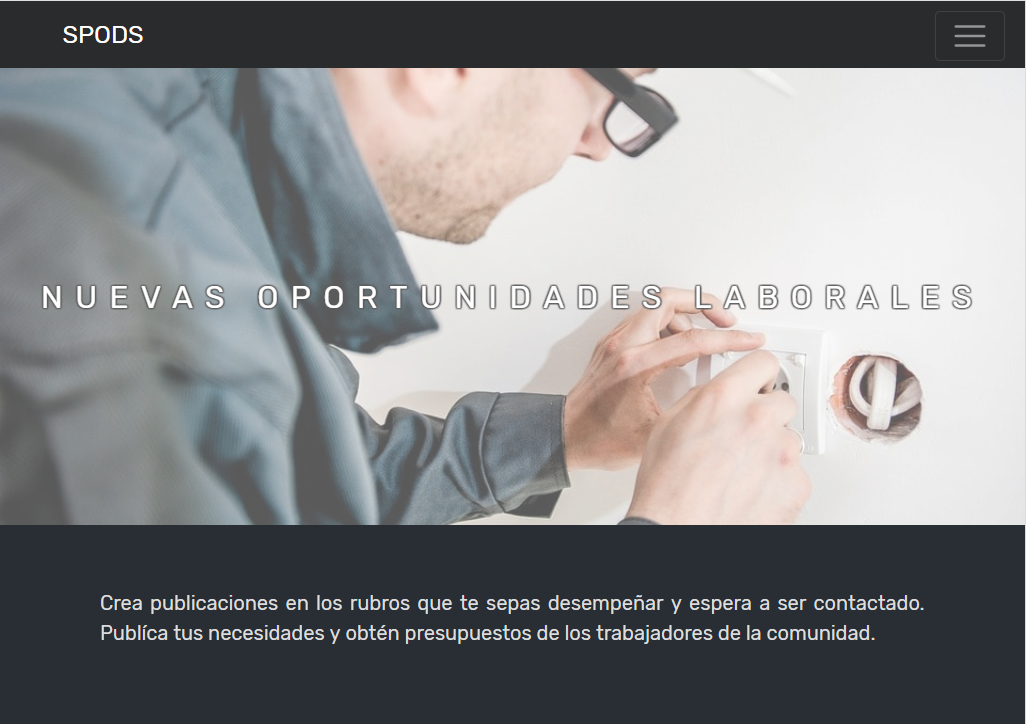 SPODS
NUEVAS OPORTUNIDADES LABORALES
Crea publicaciones en los rubros que te sepas desempeñar y espera a ser contactado.
Publíca tus necesidades y obtén presupuestos de los trabajadores de la comunidad.